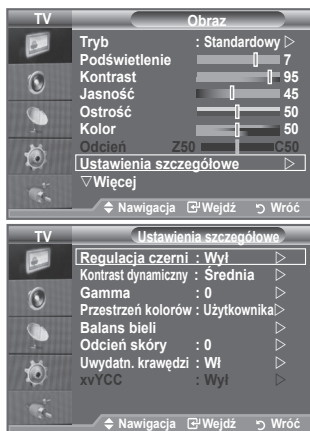 TV Obraz
Tryb : Standardowy
Podświetlenie 7
Kontrast 95
Jasność 45
Ostrość 50
Kolor 50
Odcień Z50 C50
Ustawienia szczegółowe
Więcej
Nawigacja Wejdź Wróć
TV Ustawienia szczegółowe
Regulacja czerni : Wył
Kontrast dynamiczny : Średnia
Gamma : 0
Przestrzeń kolorów : Użytkownika
Balans bieli
Odcień skóry : 0
Uwydatn. krawędzi : Wł
xvYCC : Wył
Nawigacja Wejdź Wróć